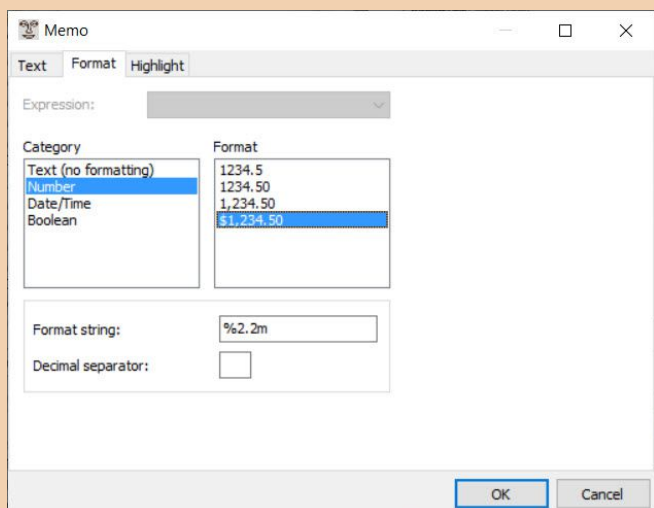 Memo
Text Format Highlight
Expression:
Category Format
Text (no formatting) 1234.5
Number 1234.50
Date/Time 1,234.50
Boolean $1,234.50
Format string: %2.2m
Decimal separator:
OK Cancel